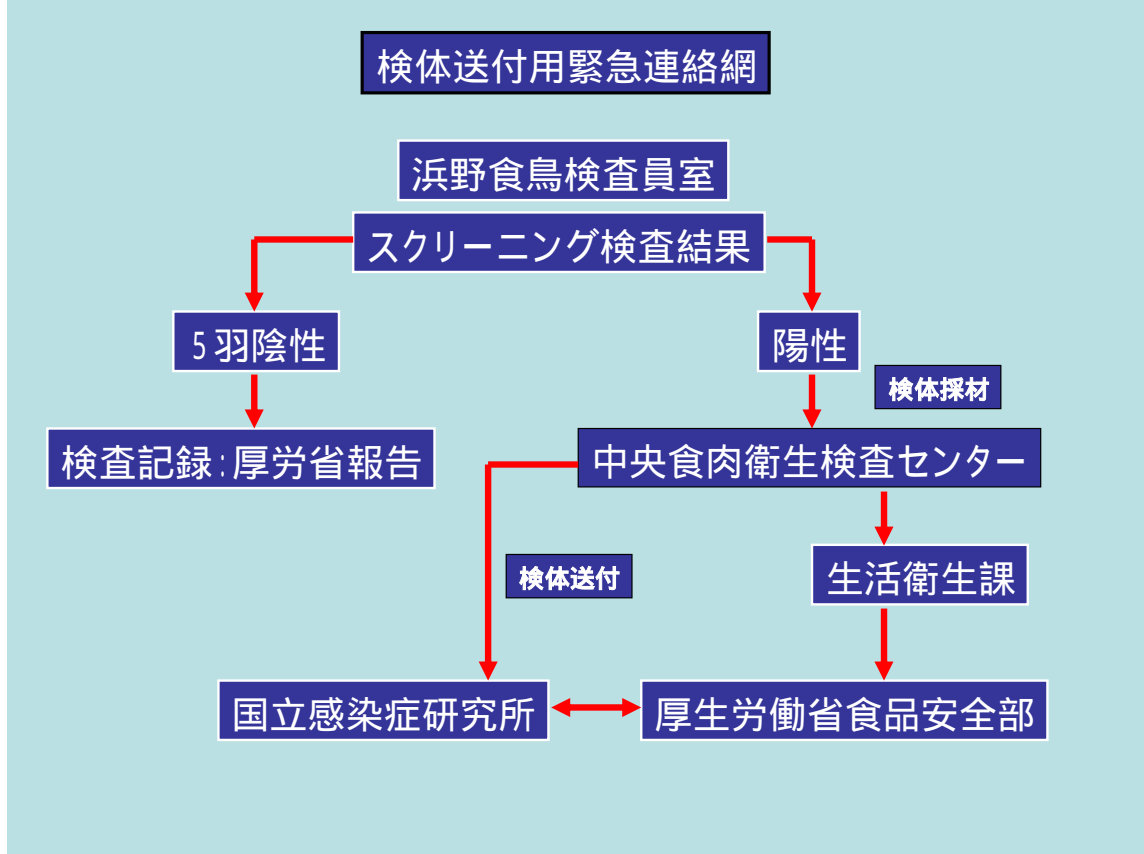 検体送付用緊急連絡網
浜野食鳥検査員室
スクリーニング検査結果
5羽陰性
陽性
検体採材
検査記録:厚労省報告
中央食肉衛生検査センター
検体送付
生活衛生課
国立感染症研究所
厚生労働省食品安全部